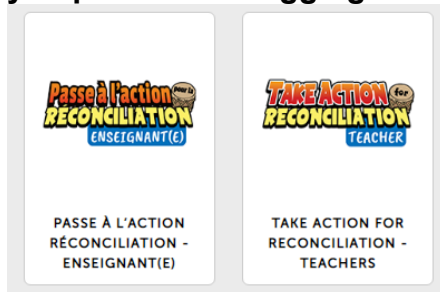 Passe à l'action pour la
RÉCONCILIATION
ENSEIGNANT(E)
PASSE À L'ACTION
RÉCONCILIATION -
ENSEIGNANT(E)
TAKE ACTION for
RECONCILIATION
TEACHER
TAKE ACTION FOR
RECONCILIATION -
TEACHERS